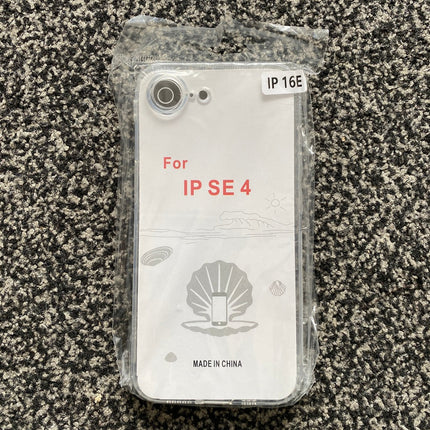 IP 16E
For
IP SE 4
MADE IN CHINA